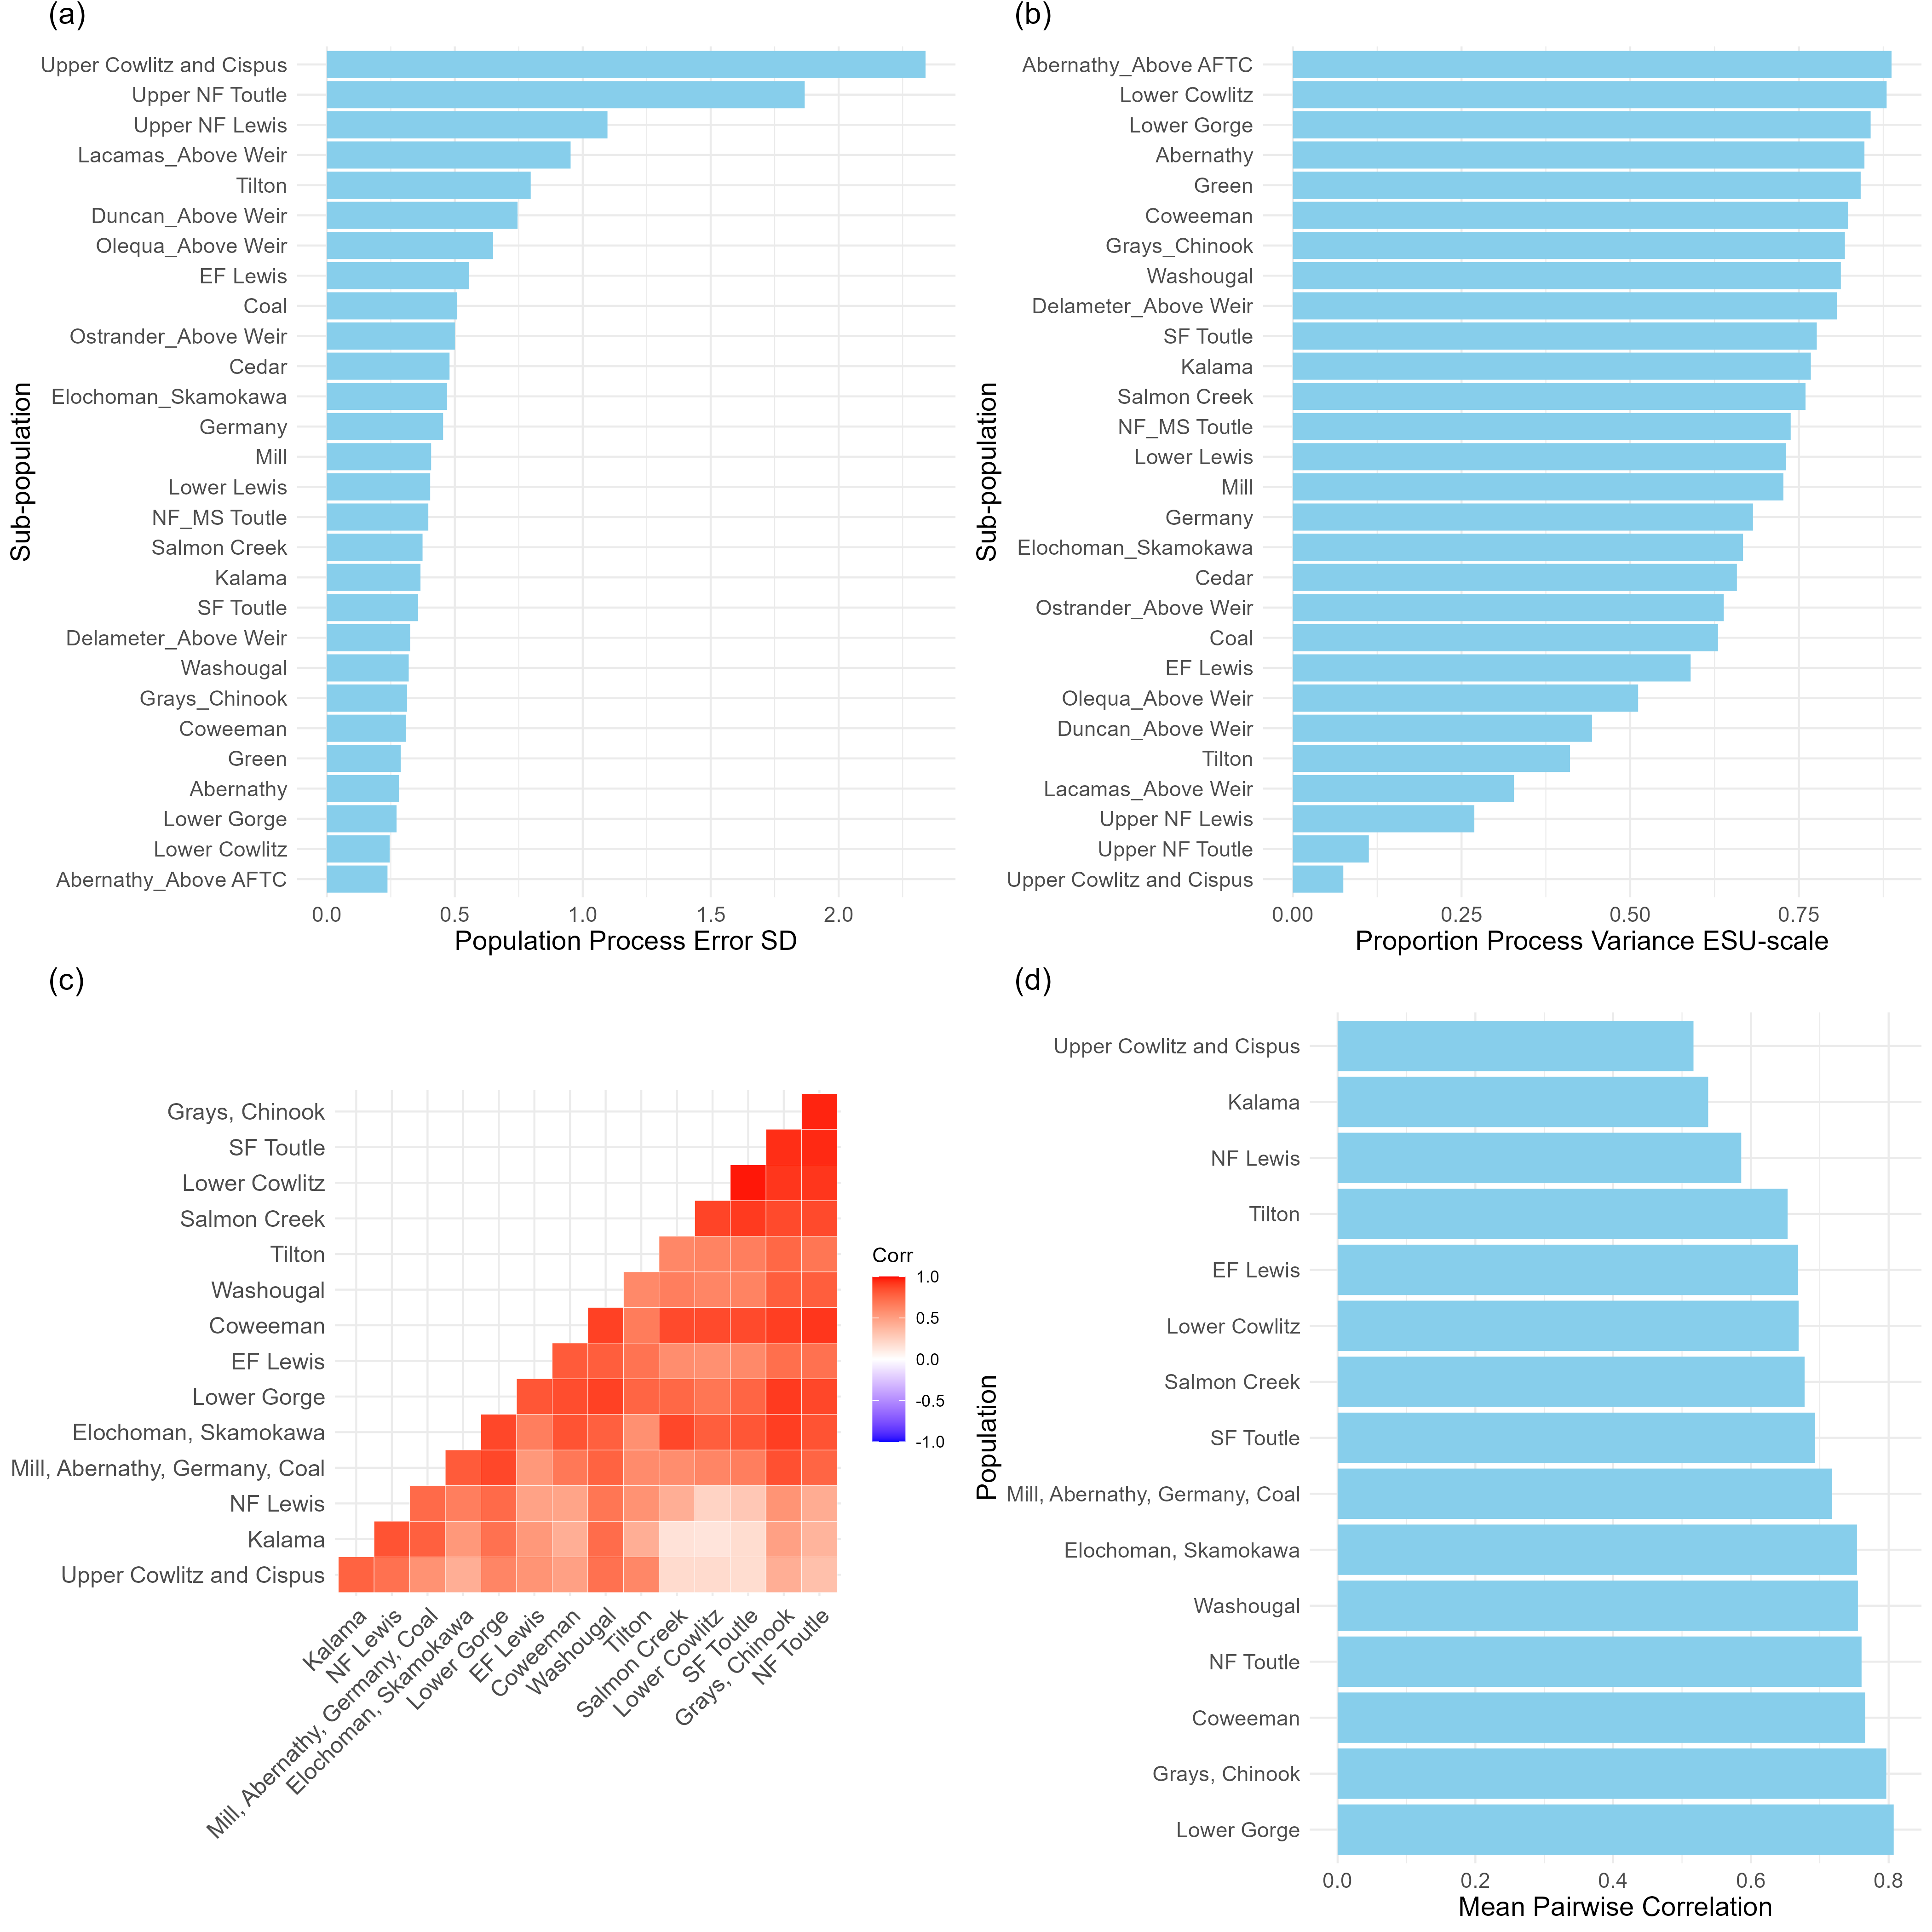 (a)
Upper Cowlitz and Cispus
Upper NF Toutle
Upper NF Lewis
Lacamas_Above Weir
Tilton
Duncan_Above Weir
Olequa_Above Weir
EF Lewis
Coal
Ostrander_Above Weir
Cedar
Elochoman_Skamokawa
Germany
Mill
Lower Lewis
NF_MS Toutle
Salmon Creek
Kalama
SF Toutle
Delameter_Above Weir
Washougal
Grays_Chinook
Coweeman
Green
Abernathy
Lower Gorge
Lower Cowlitz
Abernathy_Above AFTC
Sub-population
0.0 0.5 1.0 1.5 2.0
Population Process Error SD
(b)
Abernathy_Above AFTC
Lower Cowlitz
Lower Gorge
Abernathy
Green
Coweeman
Grays_Chinook
Washougal
Delameter_Above Weir
SF Toutle
Kalama
Salmon Creek
NF_MS Toutle
Lower Lewis
Mill
Germany
Elochoman_Skamokawa
Cedar
Ostrander_Above Weir
Coal
EF Lewis
Olequa_Above Weir
Duncan_Above Weir
Tilton
Lacamas_Above Weir
Upper NF Lewis
Upper NF Toutle
Upper Cowlitz and Cispus
Sub-population
0.00 0.25 0.50 0.75
Proportion Process Variance ESU-scale
(c)
Grays, Chinook
SF Toutle
Lower Cowlitz
Salmon Creek
Tilton
Washougal
Coweeman
EF Lewis
Lower Gorge
Elochoman, Skamokawa
Mill, Abernathy, Germany, Coal
NF Lewis
Kalama
Upper Cowlitz and Cispus
Kalama
NF Lewis
Mill, Abernathy, Germany, Coal
Elochoman, Skamokawa
Lower Gorge
EF Lewis
Coweeman
Washougal
Tilton
Salmon Creek
Lower Cowlitz
SF Toutle
Grays, Chinook
NF Toutle
Corr
1.0
0.5
0.0
-0.5
-1.0
(d)
Upper Cowlitz and Cispus
Kalama
NF Lewis
Tilton
EF Lewis
Lower Cowlitz
Salmon Creek
SF Toutle
Mill, Abernathy, Germany, Coal
Elochoman, Skamokawa
Washougal
NF Toutle
Coweeman
Grays, Chinook
Lower Gorge
Population
0.0 0.2 0.4 0.6 0.8
Mean Pairwise Correlation